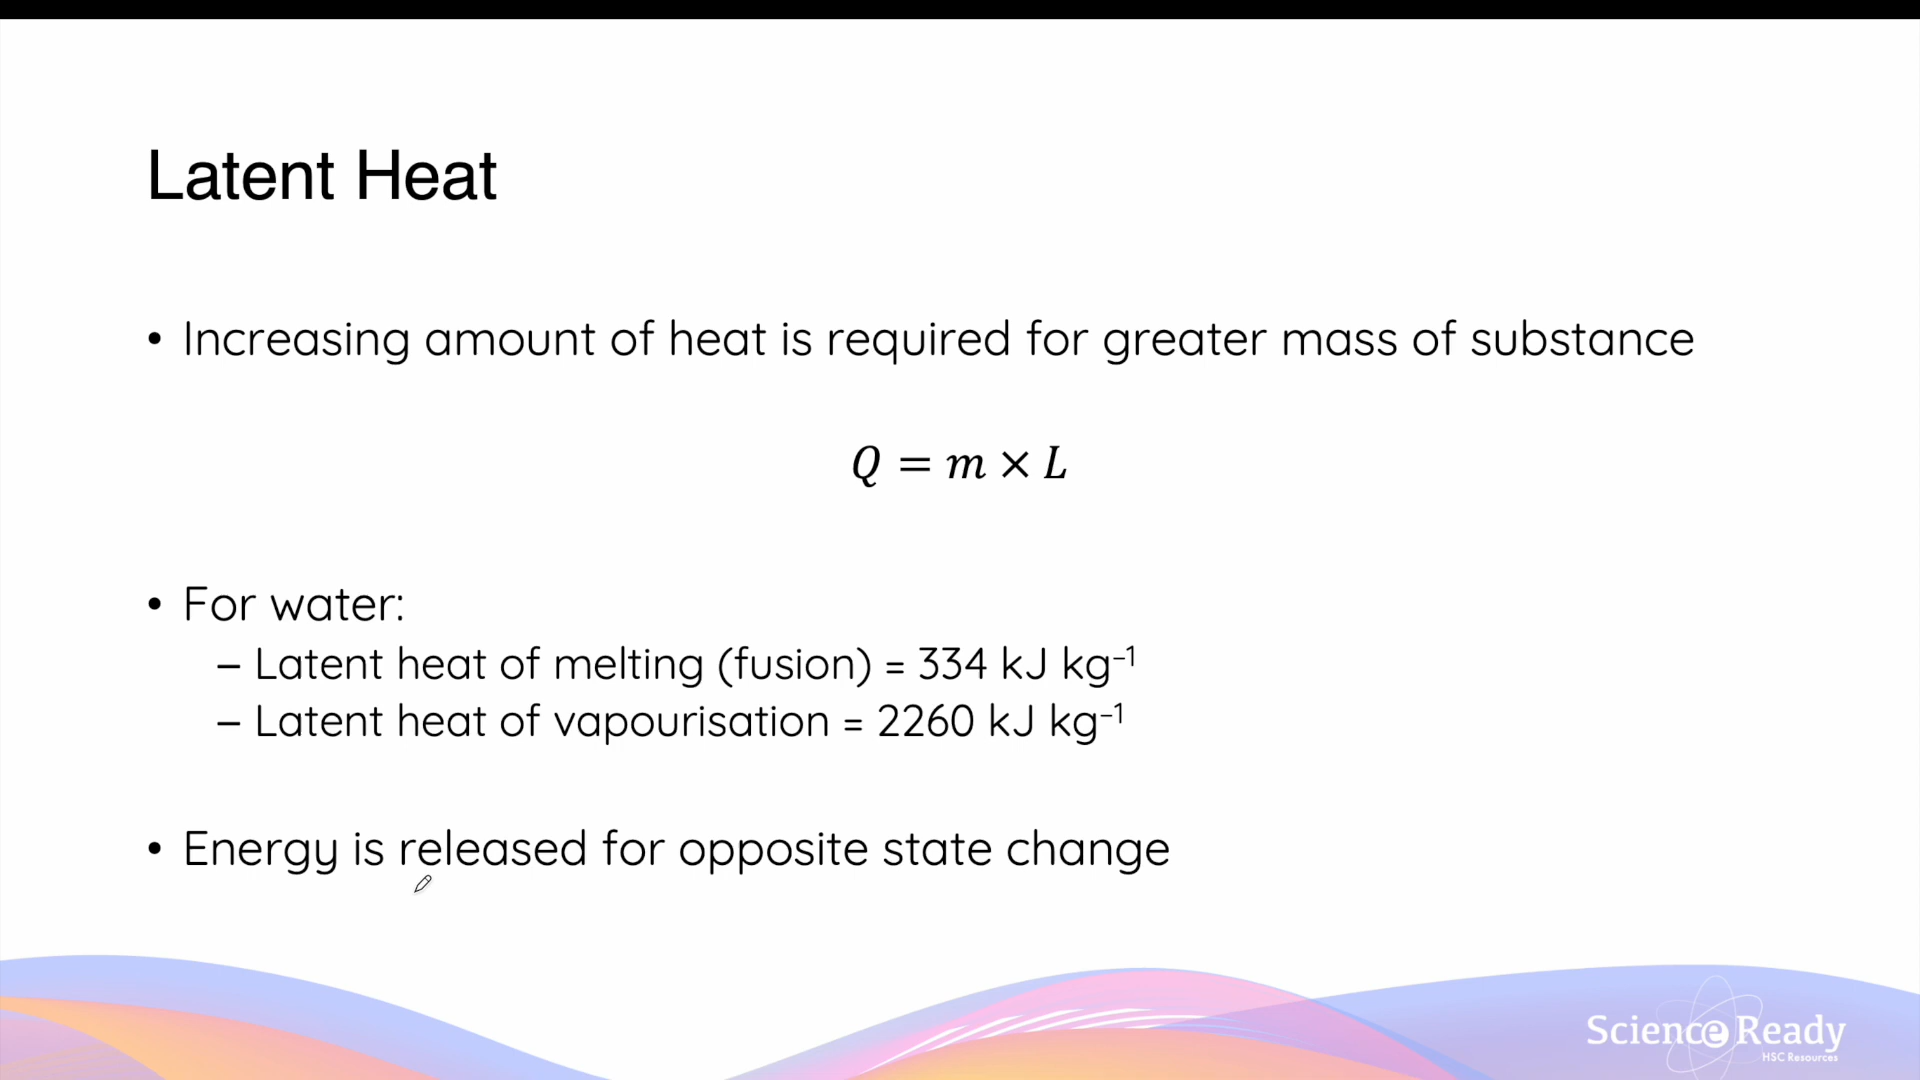 Latent Heat
• Increasing amount of heat is required for greater mass of substance
Q = m × L
• For water:
– Latent heat of melting (fusion) = 334 kJ kg⁻¹
– Latent heat of vapourisation = 2260 kJ kg⁻¹
• Energy is released for opposite state change
Science Ready
HSC Resources